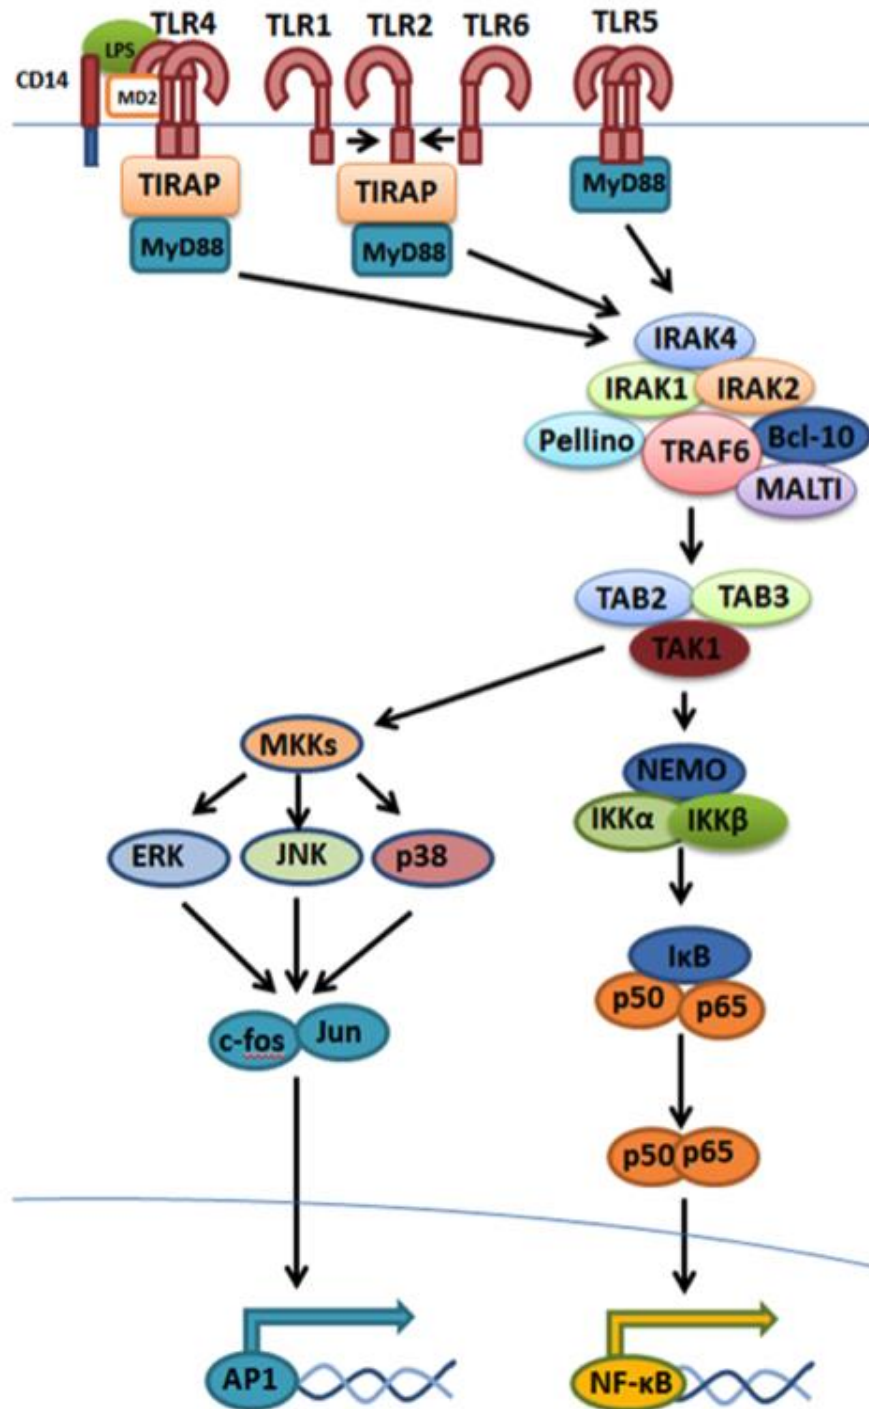 TLR4 TLR1 TLR2 TLR6 TLR5
LPS
CD14
MD2
TIRAP
MyD88
TIRAP
MyD88
MyD88
IRAK4
IRAK1 IRAK2
Pellino TRAF6 Bcl-10
MALTI
TAB2 TAB3
TAK1
MKKs
NEMO
IKKα IKKβ
ERK JNK p38
IκB
p50 p65
c-fos Jun
p50 p65
AP1 NF-κB